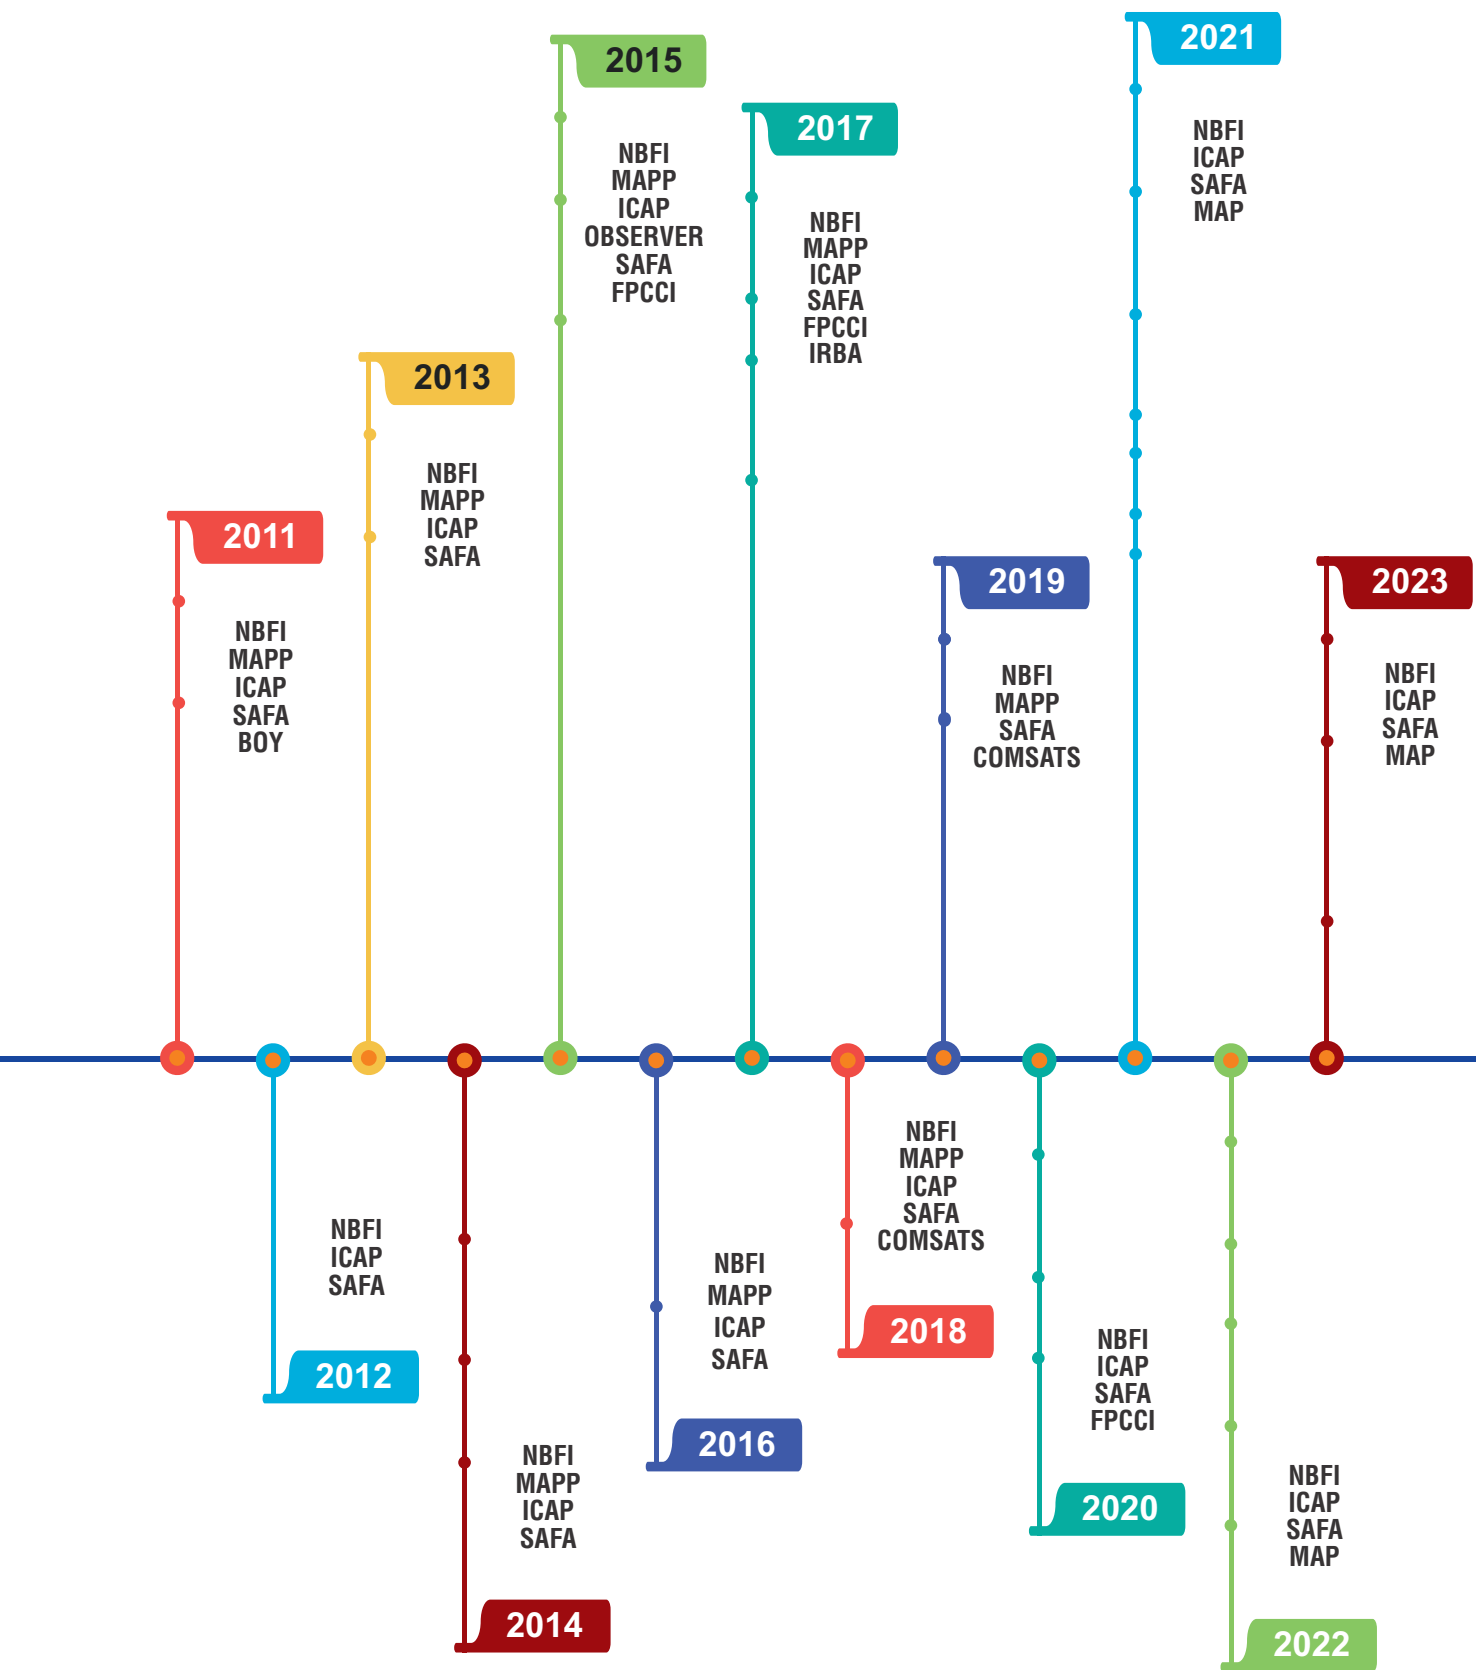 2011
NBFI
MAPP
ICAP
SAFA
BOY
2012
NBFI
ICAP
SAFA
2013
NBFI
MAPP
ICAP
SAFA
2014
NBFI
MAPP
ICAP
SAFA
2015
NBFI
MAPP
ICAP
OBSERVER
SAFA
FPCCI
2016
NBFI
MAPP
ICAP
SAFA
2017
NBFI
MAPP
ICAP
SAFA
FPCCI
IRBA
2018
NBFI
MAPP
ICAP
SAFA
COMSATS
2019
NBFI
MAPP
SAFA
COMSATS
2020
NBFI
ICAP
SAFA
FPCCI
2021
NBFI
ICAP
SAFA
MAP
2022
NBFI
ICAP
SAFA
MAP
2023
NBFI
ICAP
SAFA
MAP